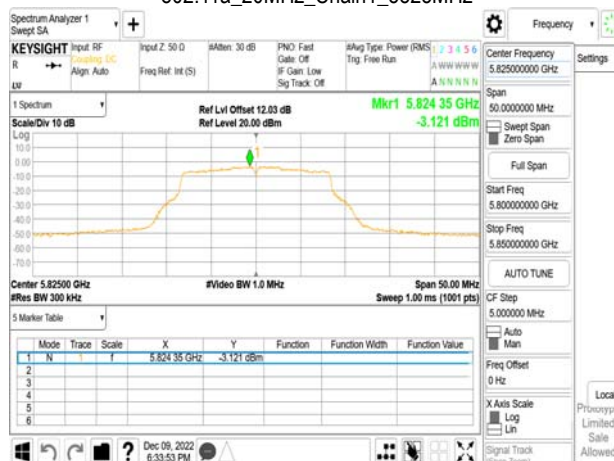 802.11a_20MHz_Chain1_5825MHz
Spectrum Analyzer 1
Swept SA
Frequency
KEYSIGHT
Input: RF
Coupling: DC
Align: Auto
Input Z: 50 Ω
Freq Ref: Int (S)
#Atten: 30 dB
PNO: Fast
Gate: Off
IF Gain: Low
Sig Track: Off
#Avg Type: Power (RMS
Trig: Free Run
1 2 3 4 5 6
A WW WW W
A N N N N N
R
LV
Center Frequency
5.825000000 GHz
Settings
1 Spectrum
Scale/Div 10 dB
Ref Lvl Offset 12.03 dB
Ref Level 20.00 dBm
Mkr1 5.824 35 GHz
-3.121 dBm
Span
50.0000000 MHz
Swept Span
Zero Span
Full Span
Start Freq
5.800000000 GHz
Stop Freq
5.850000000 GHz
AUTO TUNE
CF Step
5.000000 MHz
Auto
Man
Freq Offset
0 Hz
X Axis Scale
Log
Lin
Signal Track
Log
10.0
0.00
-10.0
-20.0
-30.0
-40.0
-50.0
-60.0
-70.0
1
Center 5.82500 GHz
#Res BW 300 kHz
#Video BW 1.0 MHz
Span 50.00 MHz
Sweep 1.00 ms (1001 pts)
5 Marker Table
Mode Trace Scale X Y Function Function Width Function Value
1 N 1 f 5.824 35 GHz -3.121 dBm
2
3
4
5
6
Dec 09, 2022
6:33:53 PM
Loca
Limited
Sale
Allowed